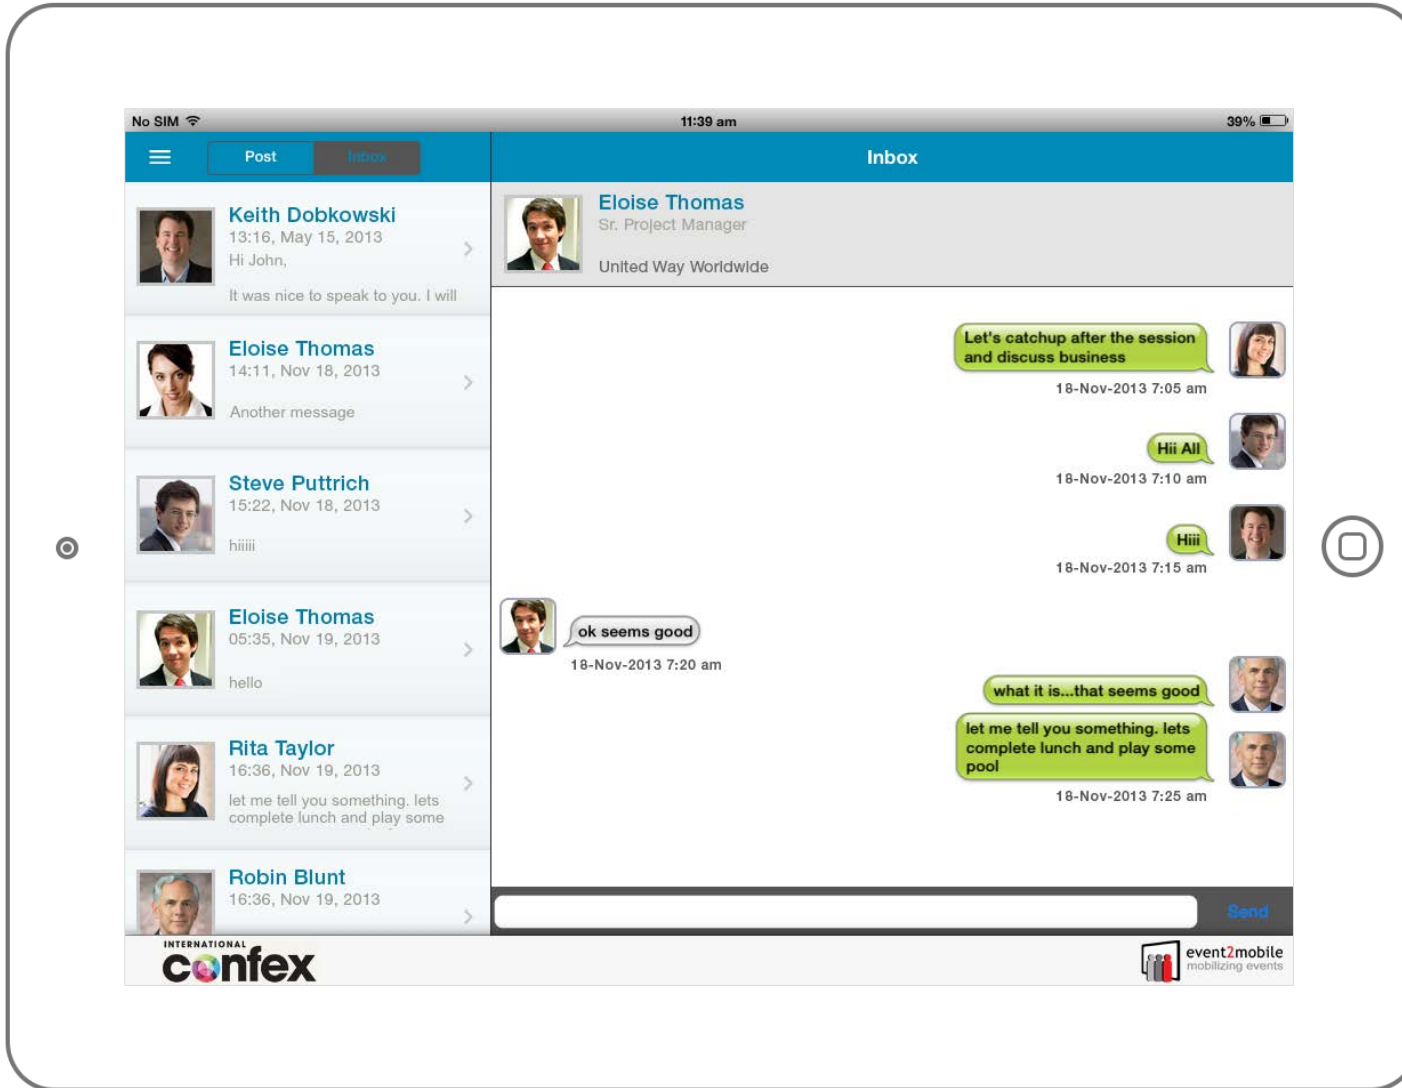 No SIM
11:39 am
39%
Post
Inbox
Inbox
Keith Dobkowski
13:16, May 15, 2013
Hi John,
It was nice to speak to you. I will
Eloise Thomas
14:11, Nov 18, 2013
Another message
Steve Puttrich
15:22, Nov 18, 2013
hiiiii
Eloise Thomas
05:35, Nov 19, 2013
hello
Rita Taylor
16:36, Nov 19, 2013
let me tell you something. lets
complete lunch and play some
Robin Blunt
16:36, Nov 19, 2013
Eloise Thomas
Sr. Project Manager
United Way Worldwide
Let's catchup after the session
and discuss business
18-Nov-2013 7:05 am
Hii All
18-Nov-2013 7:10 am
Hiii
18-Nov-2013 7:15 am
ok seems good
18-Nov-2013 7:20 am
what it is...that seems good
let me tell you something. lets
complete lunch and play some
pool
18-Nov-2013 7:25 am
Send
INTERNATIONAL
confex
event2mobile
mobilizing events